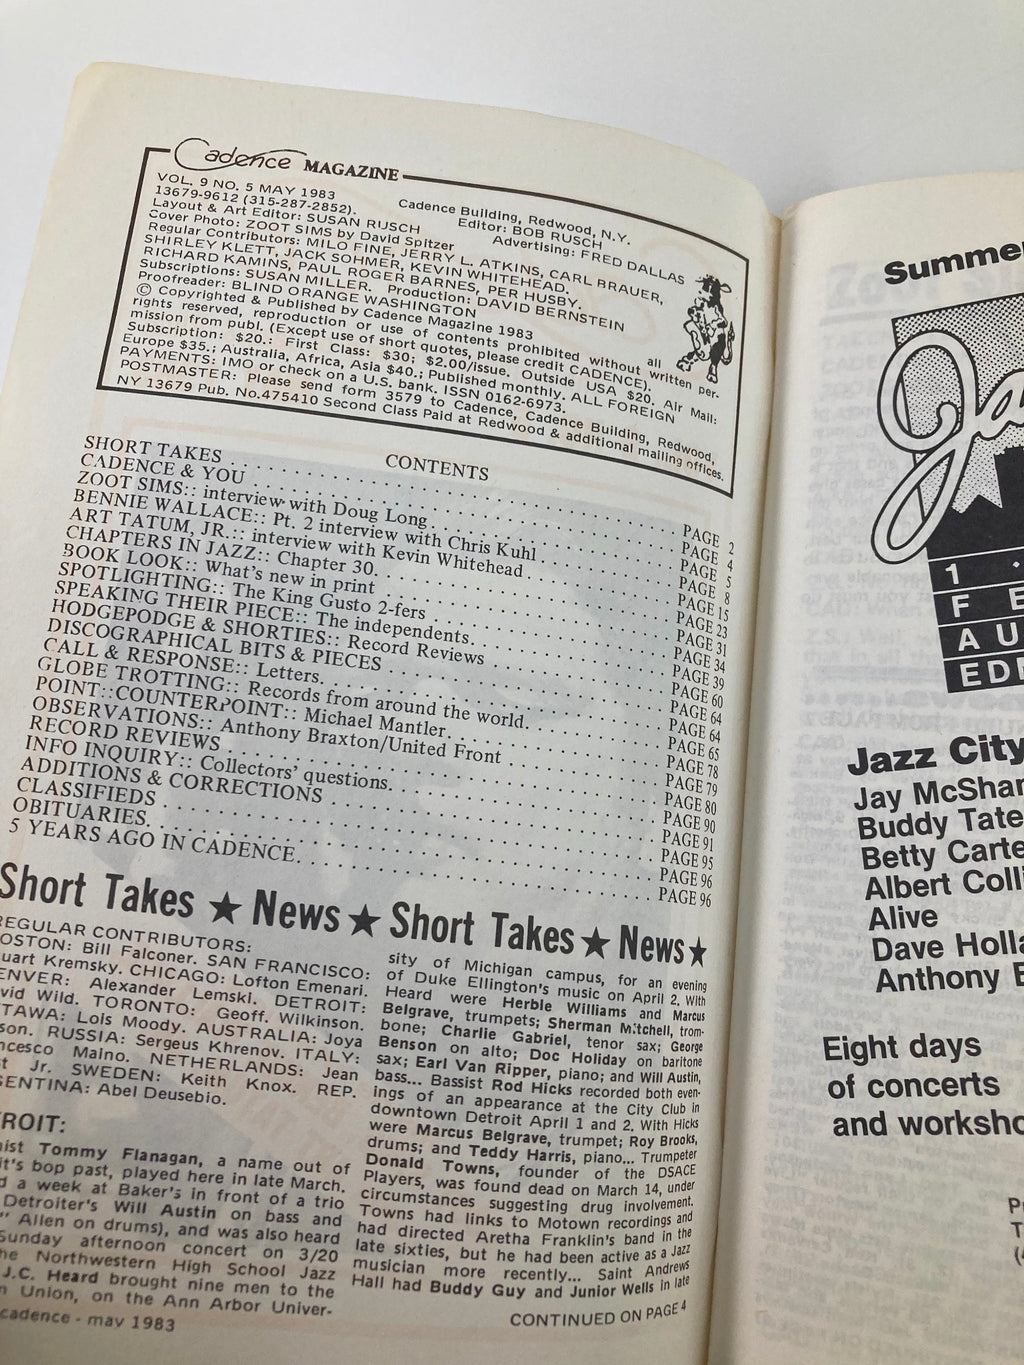 Cadence MAGAZINE
VOL. 9 NO. 5 MAY 1983
Cadence Building, Redwood, N.Y.
13679-9612 (315-287-2852).
Editor: BOB RUSCH
Layout & Art Editor: SUSAN RUSCH
Advertising: FRED DALLAS
Cover Photo: ZOOT SIMS by David Spitzer
Regular Contributors: MILO FINE, JERRY L. ATKINS, CARL BRAUER,
SHIRLEY KLETT, JACK SOHMER, KEVIN WHITEHEAD.
RICHARD KAMINS, PAUL ROGER BARNES, PER HUSBY.
Subscriptions: SUSAN MILLER. Production: DAVID BERNSTEIN
Proofreader: BLIND ORANGE WASHINGTON
© Copyrighted & Published by Cadence Magazine 1983 all
rights reserved, reproduction or use of contents prohibited without written per-
mission from publ. (Except use of short quotes, please credit CADENCE).
Subscription: $20.: First Class: $30; $2.00/issue. Outside USA $20. Air Mail:
Europe $35.; Australia, Africa, Asia $40.; Published monthly. ALL FOREIGN
PAYMENTS: IMO or check on a U.S. bank. ISSN 0162-6973.
POSTMASTER: Please send form 3579 to Cadence, Cadence Building, Redwood,
NY 13679 Pub. No.475410 Second Class Paid at Redwood & additional mailing offices.
CONTENTS
SHORT TAKES . . . PAGE 2
CADENCE & YOU . . . PAGE 4
ZOOT SIMS:: interview with Doug Long . . . PAGE 5
BENNIE WALLACE:: Pt. 2 interview with Chris Kuhl . . . PAGE 8
ART TATUM, JR.:: interview with Kevin Whitehead . . . PAGE 15
CHAPTERS IN JAZZ:: Chapter 30. . . . PAGE 23
BOOK LOOK:: What's new in print . . . PAGE 31
SPOTLIGHTING:: The King Gusto 2-fers . . . PAGE 34
SPEAKING THEIR PIECE:: The independents. . . . PAGE 39
HODGEPODGE & SHORTIES:: Record Reviews . . . PAGE 60
DISCOGRAPHICAL BITS & PIECES . . . PAGE 64
CALL & RESPONSE:: Letters. . . . PAGE 64
GLOBE TROTTING:: Records from around the world. . . . PAGE 65
POINT::COUNTERPOINT:: Michael Mantler. . . . PAGE 78
OBSERVATIONS:: Anthony Braxton/United Front . . . PAGE 79
RECORD REVIEWS . . . PAGE 80
INFO INQUIRY:: Collectors' questions. . . . PAGE 90
ADDITIONS & CORRECTIONS . . . PAGE 91
CLASSIFIEDS . . . PAGE 95
OBITUARIES. . . . PAGE 96
5 YEARS AGO IN CADENCE. . . . PAGE 96
Short Takes ★ News ★ Short Takes ★ News ★
REGULAR CONTRIBUTORS:
OSTON: Bill Falconer. SAN FRANCISCO:
uart Kremsky. CHICAGO: Lofton Emenari.
ENVER: Alexander Lemski. DETROIT:
vid Wild. TORONTO: Geoff. Wilkinson.
TAWA: Lois Moody. AUSTRALIA: Joya
son. RUSSIA: Sergeus Khrenov. ITALY:
ncesco Maino. NETHERLANDS: Jean
t Jr. SWEDEN: Keith Knox. REP.
GENTINA: Abel Deusebio.
ROIT:
nist Tommy Flanagan, a name out of
it's bop past, played here in late March.
d a week at Baker's in front of a trio
Detroiter's Will Austin on bass and
" Allen on drums), and was also heard
Sunday afternoon concert on 3/20
he Northwestern High School Jazz
J.C. Heard brought nine men to the
n Union, on the Ann Arbor Univer-
cadence - may 1983
sity of Michigan campus, for an evening
of Duke Ellington's music on April 2. With
Heard were Herble Williams and Marcus
Belgrave, trumpets; Sherman Mitchell, trom-
bone; Charlie Gabriel, tenor sax; George
Benson on alto; Doc Holiday on baritone
sax; Earl Van Ripper, piano; and Will Austin,
bass... Bassist Rod Hicks recorded both even-
ings of an appearance at the City Club in
downtown Detroit April 1 and 2. With Hicks
were Marcus Belgrave, trumpet; Roy Brooks,
drums; and Teddy Harris, piano... Trumpeter
Donald Towns, founder of the DSACE
Players, was found dead on March 14, under
circumstances suggesting drug involvement.
Towns had links to Motown recordings and
had directed Aretha Franklin's band in the
late sixties, but he had been active as a Jazz
musician more recently... Saint Andrews
Hall had Buddy Guy and Junior Wells in late
CONTINUED ON PAGE 4
Summe
Ja
1
F E
A U
EDI
Jazz City
Jay McShan
Buddy Tate
Betty Carte
Albert Colli
Alive
Dave Holla
Anthony B
Eight days
of concerts
and worksho